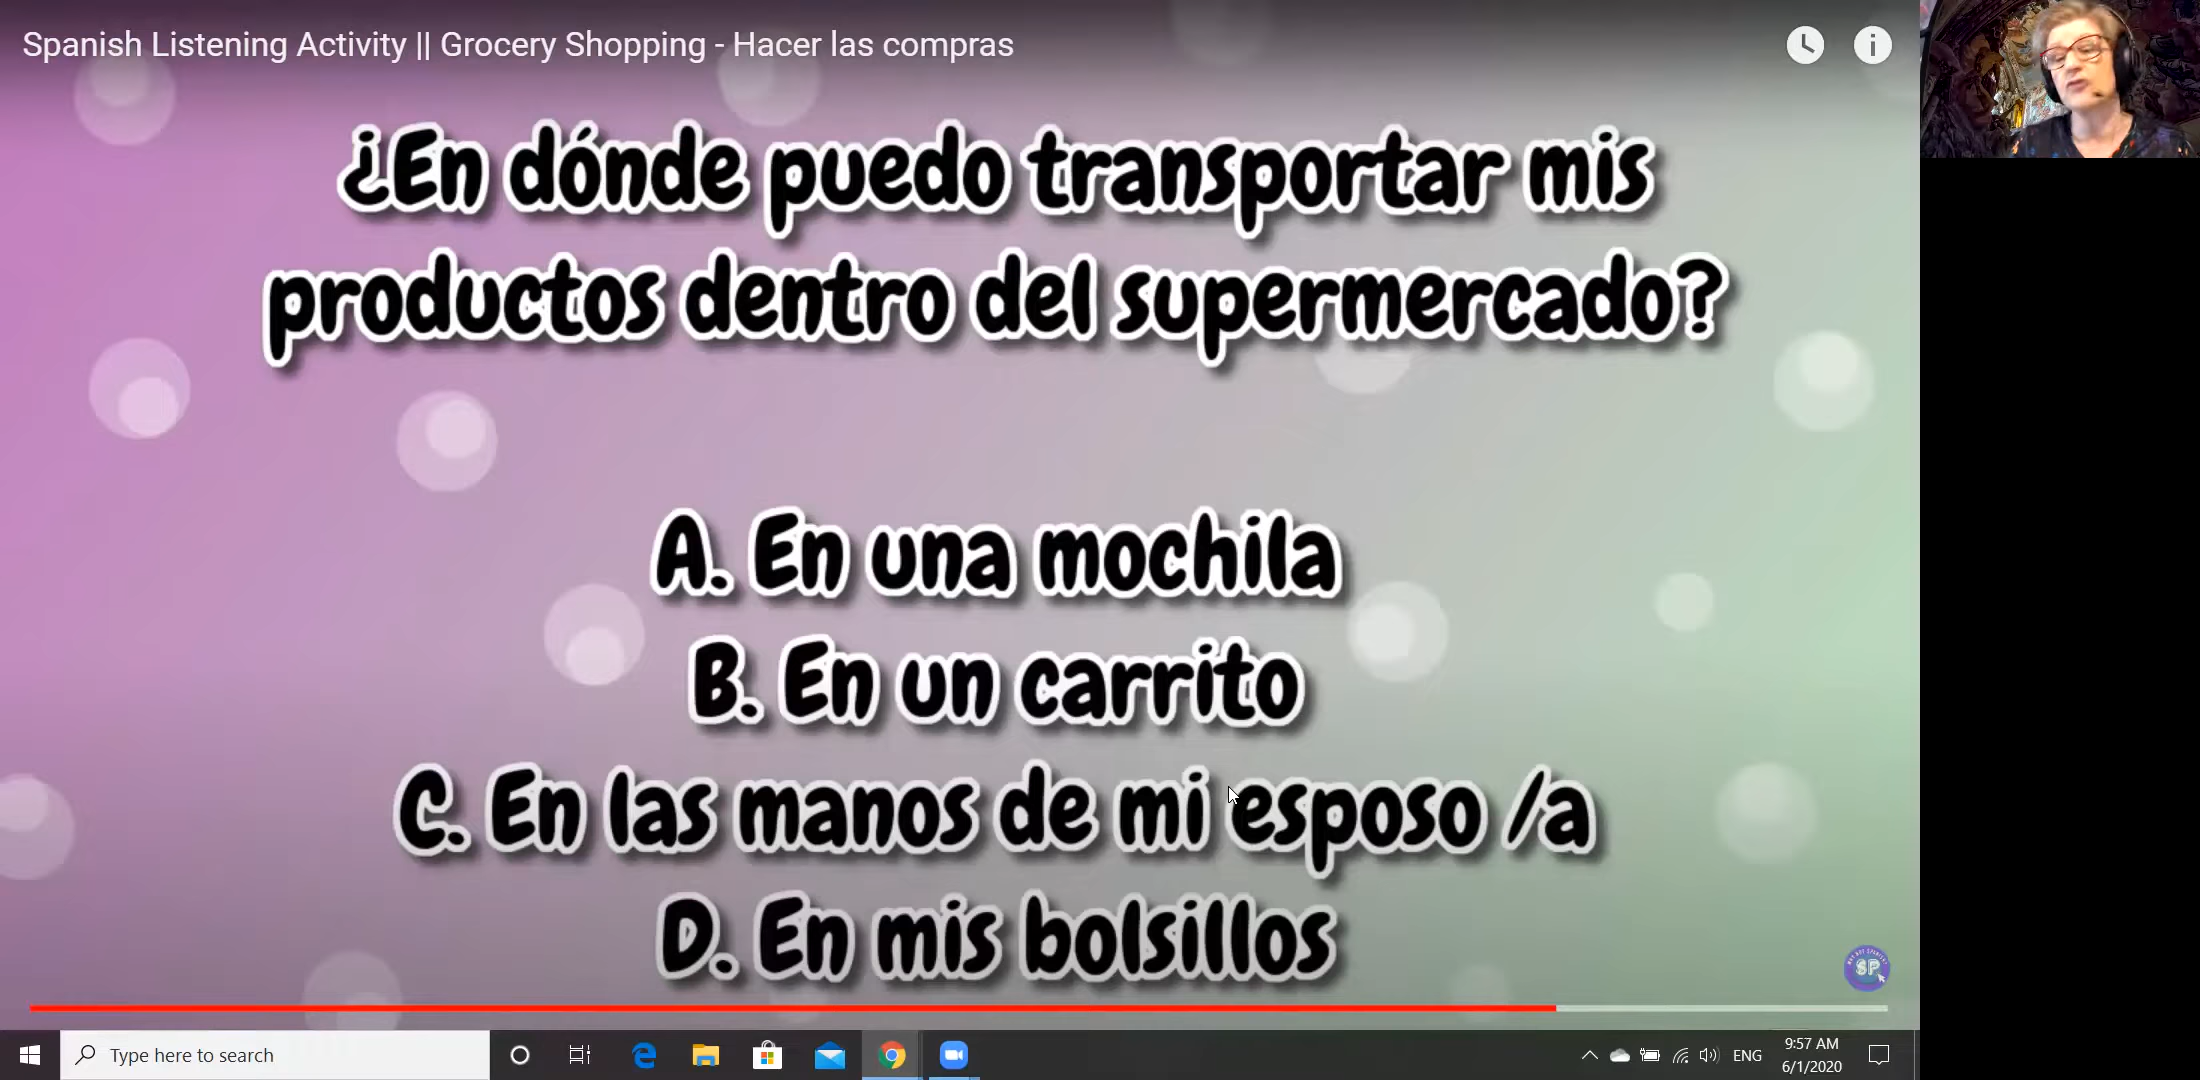 Spanish Listening Activity || Grocery Shopping - Hacer las compras
¿En dónde puedo transportar mis
productos dentro del supermercado?
A. En una mochila
B. En un carrito
C. En las manos de mi esposo /a
D. En mis bolsillos
SP
Type here to search
ENG
9:57 AM
6/1/2020